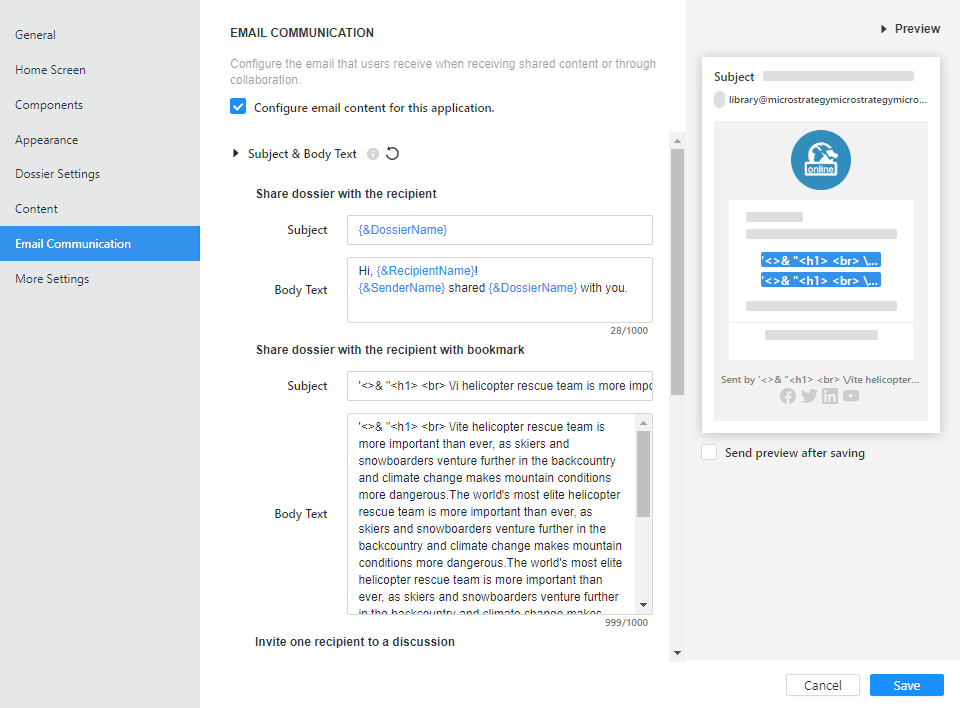 General
Home Screen
Components
Appearance
Dossier Settings
Content
Email Communication
More Settings
EMAIL COMMUNICATION
Configure the email that users receive when receiving shared content or through
collaboration.
Configure email content for this application.
Subject & Body Text
Share dossier with the recipient
Subject
{&DossierName}
Body Text
Hi, {&RecipientName}!
{&SenderName} shared {&DossierName} with you.
28/1000
Share dossier with the recipient with bookmark
Subject
'<>& "<h1> <br> \/i helicopter rescue team is more impo
Body Text
'<>& "<h1> <br> \/ite helicopter rescue team is
more important than ever, as skiers and
snowboarders venture further in the backcountry
and climate change makes mountain conditions
more dangerous.The world's most elite helicopter
rescue team is more important than ever, as
skiers and snowboarders venture further in the
backcountry and climate change makes mountain
conditions more dangerous.The world's most elite
helicopter rescue team is more important than
ever, as skiers and snowboarders venture further
in the backcountry and climate change makes
999/1000
Invite one recipient to a discussion
Preview
Subject
library@microstrategymicrostrategymicro...
online
'<>& "<h1> <br> \...
'<>& "<h1> <br> \...
Sent by '<>& "<h1> <br> \/ite helicopter...
Send preview after saving
Cancel
Save